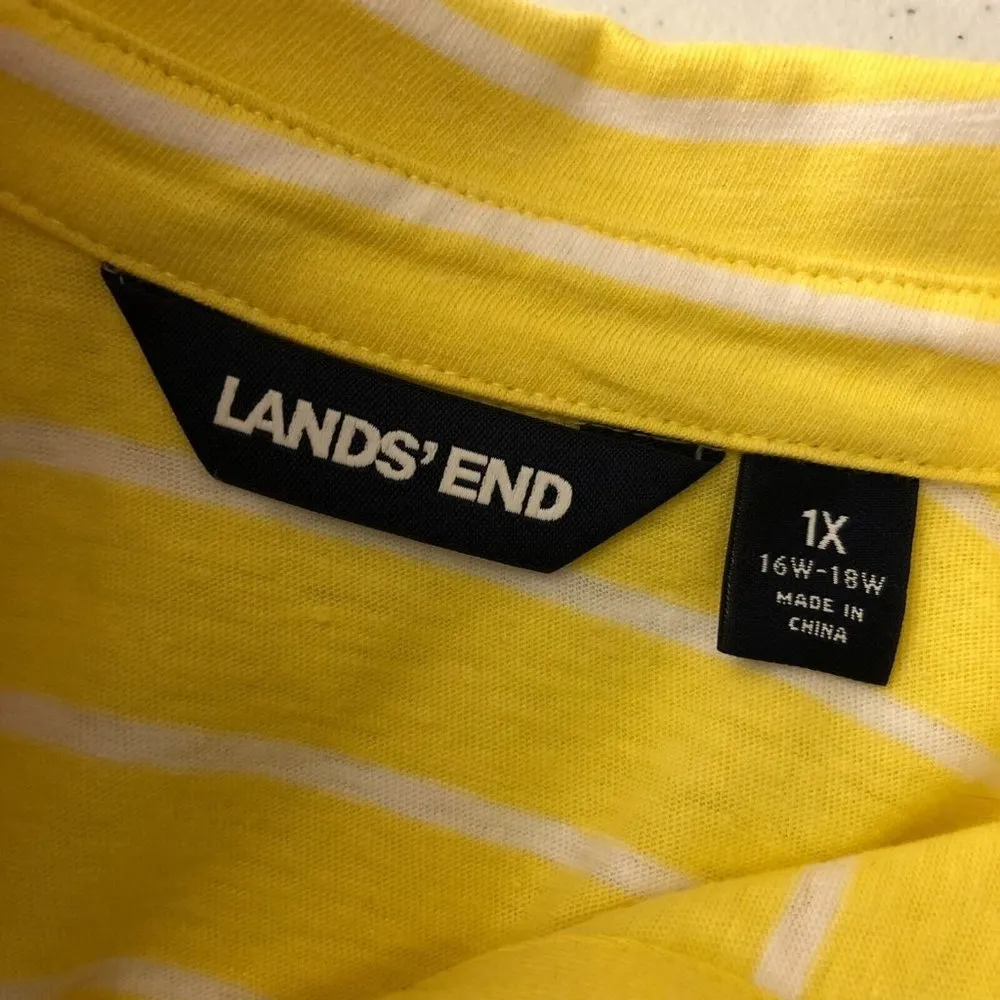 LANDS' END
1X
16W-18W
MADE IN
CHINA